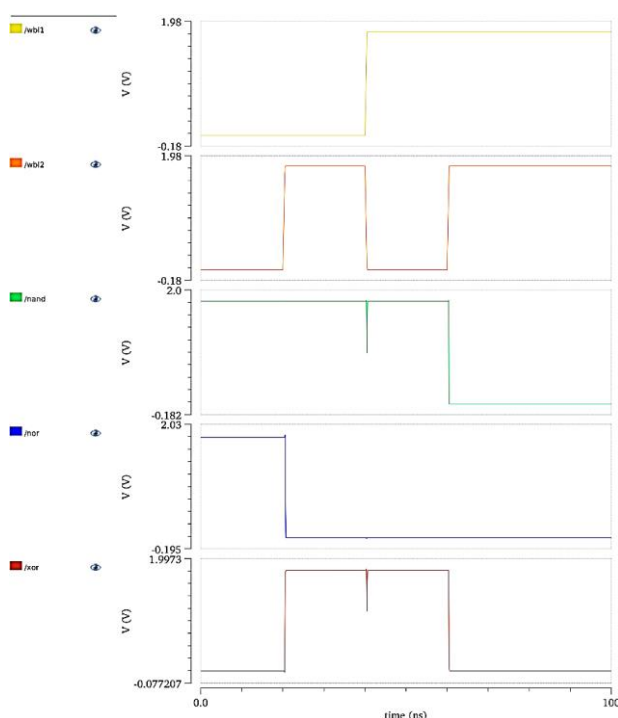 1.98
/wbl1
V (V)
-0.18
1.98
/wbl2
V (V)
-0.18
2.0
/nand
V (V)
-0.182
2.03
/nor
V (V)
-0.195
1.9973
/xor
V (V)
-0.077207
0.0
100
time (ns)